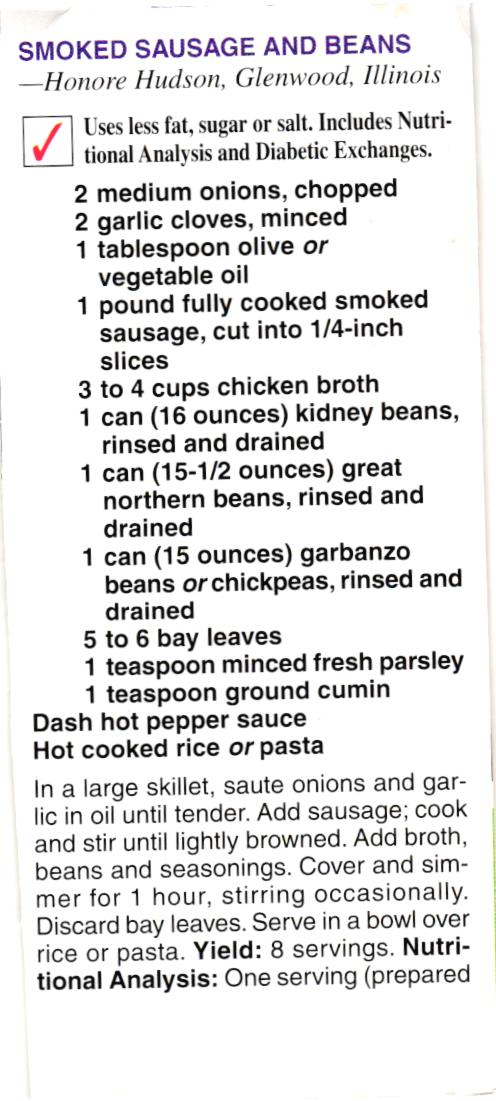 SMOKED SAUSAGE AND BEANS
—Honore Hudson, Glenwood, Illinois
Uses less fat, sugar or salt. Includes Nutri-
tional Analysis and Diabetic Exchanges.
2 medium onions, chopped
2 garlic cloves, minced
1 tablespoon olive or
vegetable oil
1 pound fully cooked smoked
sausage, cut into 1/4-inch
slices
3 to 4 cups chicken broth
1 can (16 ounces) kidney beans,
rinsed and drained
1 can (15-1/2 ounces) great
northern beans, rinsed and
drained
1 can (15 ounces) garbanzo
beans or chickpeas, rinsed and
drained
5 to 6 bay leaves
1 teaspoon minced fresh parsley
1 teaspoon ground cumin
Dash hot pepper sauce
Hot cooked rice or pasta
In a large skillet, saute onions and gar-
lic in oil until tender. Add sausage; cook
and stir until lightly browned. Add broth,
beans and seasonings. Cover and sim-
mer for 1 hour, stirring occasionally.
Discard bay leaves. Serve in a bowl over
rice or pasta. Yield: 8 servings. Nutri-
tional Analysis: One serving (prepared